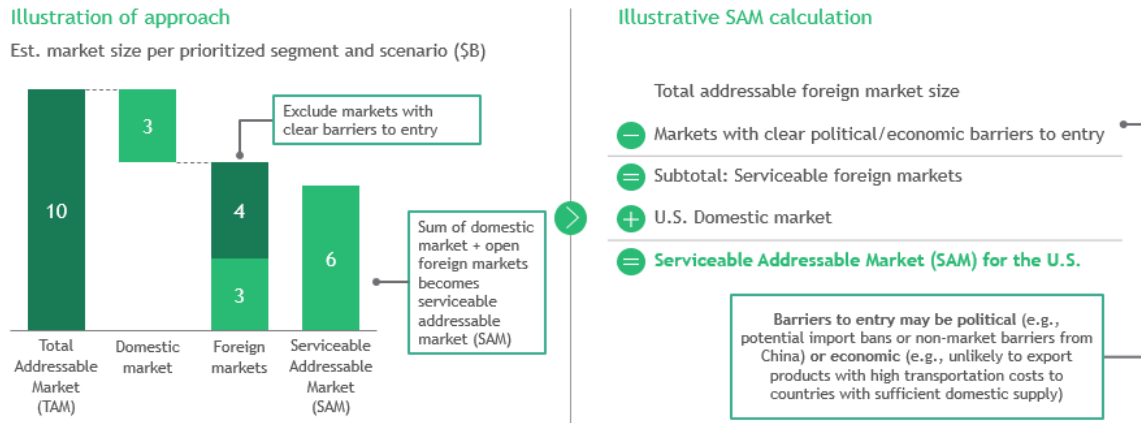 Illustration of approach
Est. market size per prioritized segment and scenario ($B)
10
3
4
3
6
Exclude markets with
clear barriers to entry
Sum of domestic
market + open
foreign markets
becomes
serviceable
addressable
market (SAM)
Total
Addressable
Market
(TAM)
Domestic
market
Foreign
markets
Serviceable
Addressable
Market
(SAM)
Illustrative SAM calculation
Total addressable foreign market size
Markets with clear political/economic barriers to entry
Subtotal: Serviceable foreign markets
U.S. Domestic market
Serviceable Addressable Market (SAM) for the U.S.
Barriers to entry may be political (e.g.,
potential import bans or non-market barriers from
China) or economic (e.g., unlikely to export
products with high transportation costs to
countries with sufficient domestic supply)